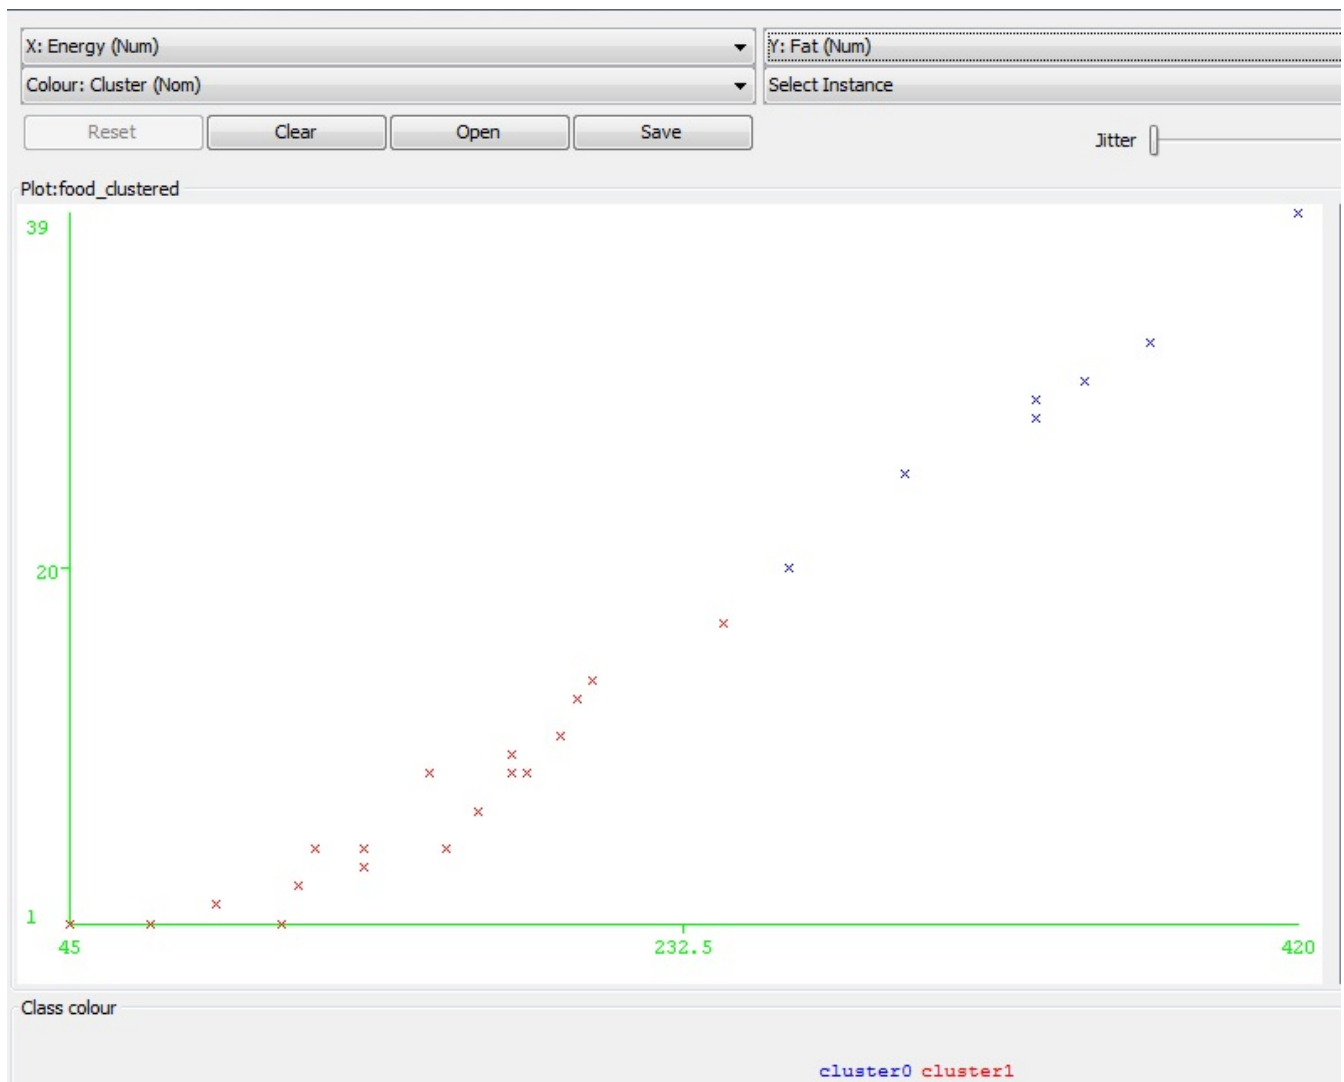 X: Energy (Num) Y: Fat (Num)
Colour: Cluster (Nom) Select Instance
Reset Clear Open Save Jitter
Plot:food_clustered
39
20
1
45 232.5 420
Class colour
cluster0 cluster1